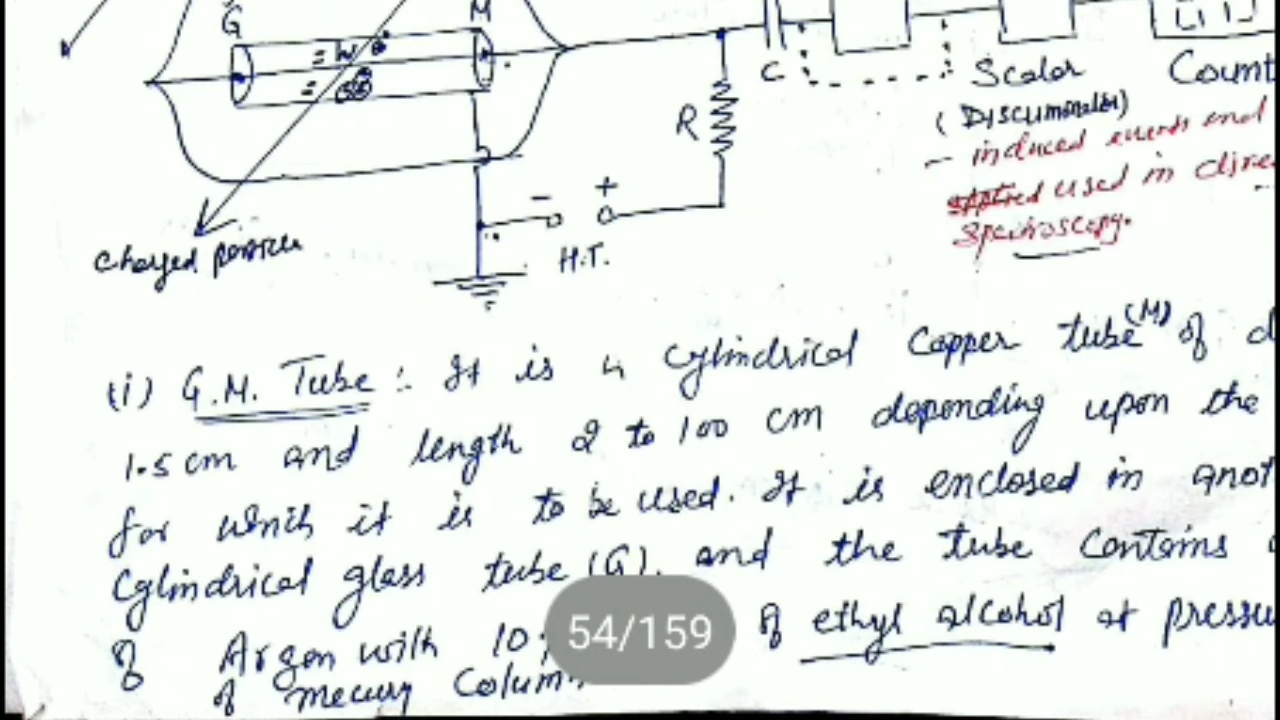 G
M
C
Scalar
Count
R
(Discriminator)
- induced events and
used in direc
Spectroscopy.
- +
H.T.
Charged particle
(i) G.M. Tube :- It is a cylindrical Copper tube (M) of d
1.5 cm and length 2 to 100 cm depending upon the
for which it is to be used. It is enclosed in anot
Cylindrical glass tube (G). and the tube contains
of Argon with 10 of ethyl alcohol at pressu
of mecury Colum
54/159